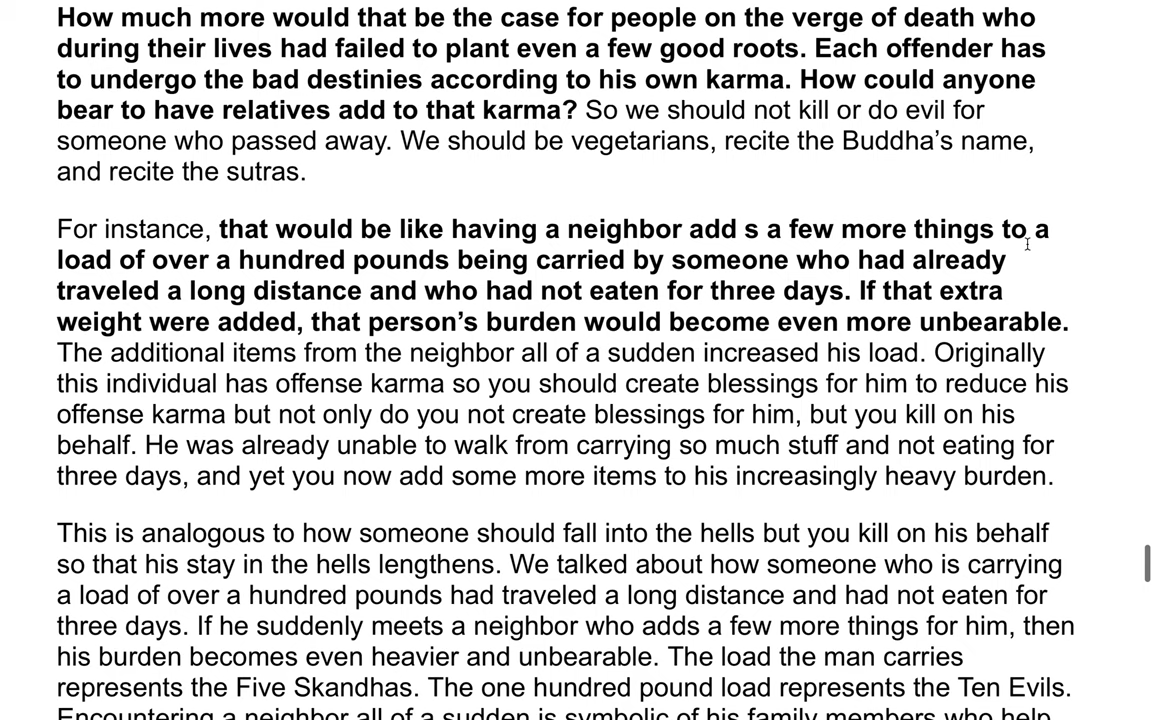 How much more would that be the case for people on the verge of death who
during their lives had failed to plant even a few good roots. Each offender has
to undergo the bad destinies according to his own karma. How could anyone
bear to have relatives add to that karma? So we should not kill or do evil for
someone who passed away. We should be vegetarians, recite the Buddha’s name,
and recite the sutras.
For instance, that would be like having a neighbor add s a few more things to a
load of over a hundred pounds being carried by someone who had already
traveled a long distance and who had not eaten for three days. If that extra
weight were added, that person’s burden would become even more unbearable.
The additional items from the neighbor all of a sudden increased his load. Originally
this individual has offense karma so you should create blessings for him to reduce his
offense karma but not only do you not create blessings for him, but you kill on his
behalf. He was already unable to walk from carrying so much stuff and not eating for
three days, and yet you now add some more items to his increasingly heavy burden.
This is analogous to how someone should fall into the hells but you kill on his behalf
so that his stay in the hells lengthens. We talked about how someone who is carrying
a load of over a hundred pounds had traveled a long distance and had not eaten for
three days. If he suddenly meets a neighbor who adds a few more things for him, then
his burden becomes even heavier and unbearable. The load the man carries
represents the Five Skandhas. The one hundred pound load represents the Ten Evils.
Encountering a neighbor all of a sudden is symbolic of his family members who help